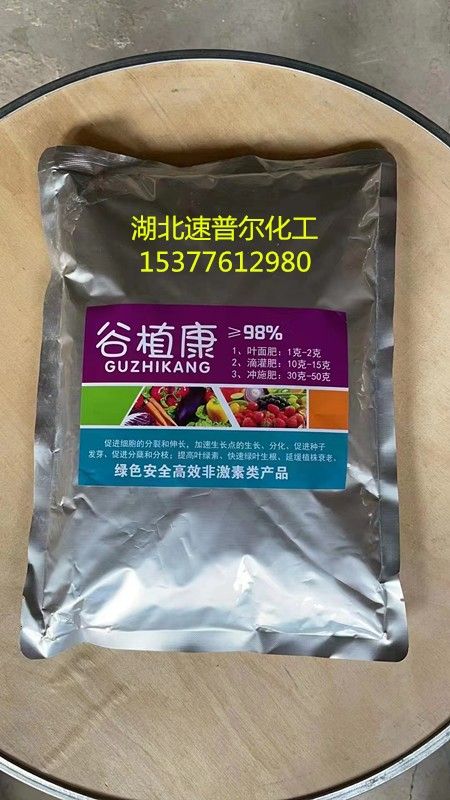 湖北速普尔化工
15377612980
谷植康 ≥98%
GUZHIKANG
1、叶面肥：1克-2克
2、滴灌肥：10克-15克
3、冲施肥：30克-50克
促进细胞的分裂和伸长，加速生长点的生长、分化、促进种子
发芽、促进分蘖和分枝；提高叶绿素、快速绿叶生根、延缓植株衰老、
绿色安全高效非激素类产品